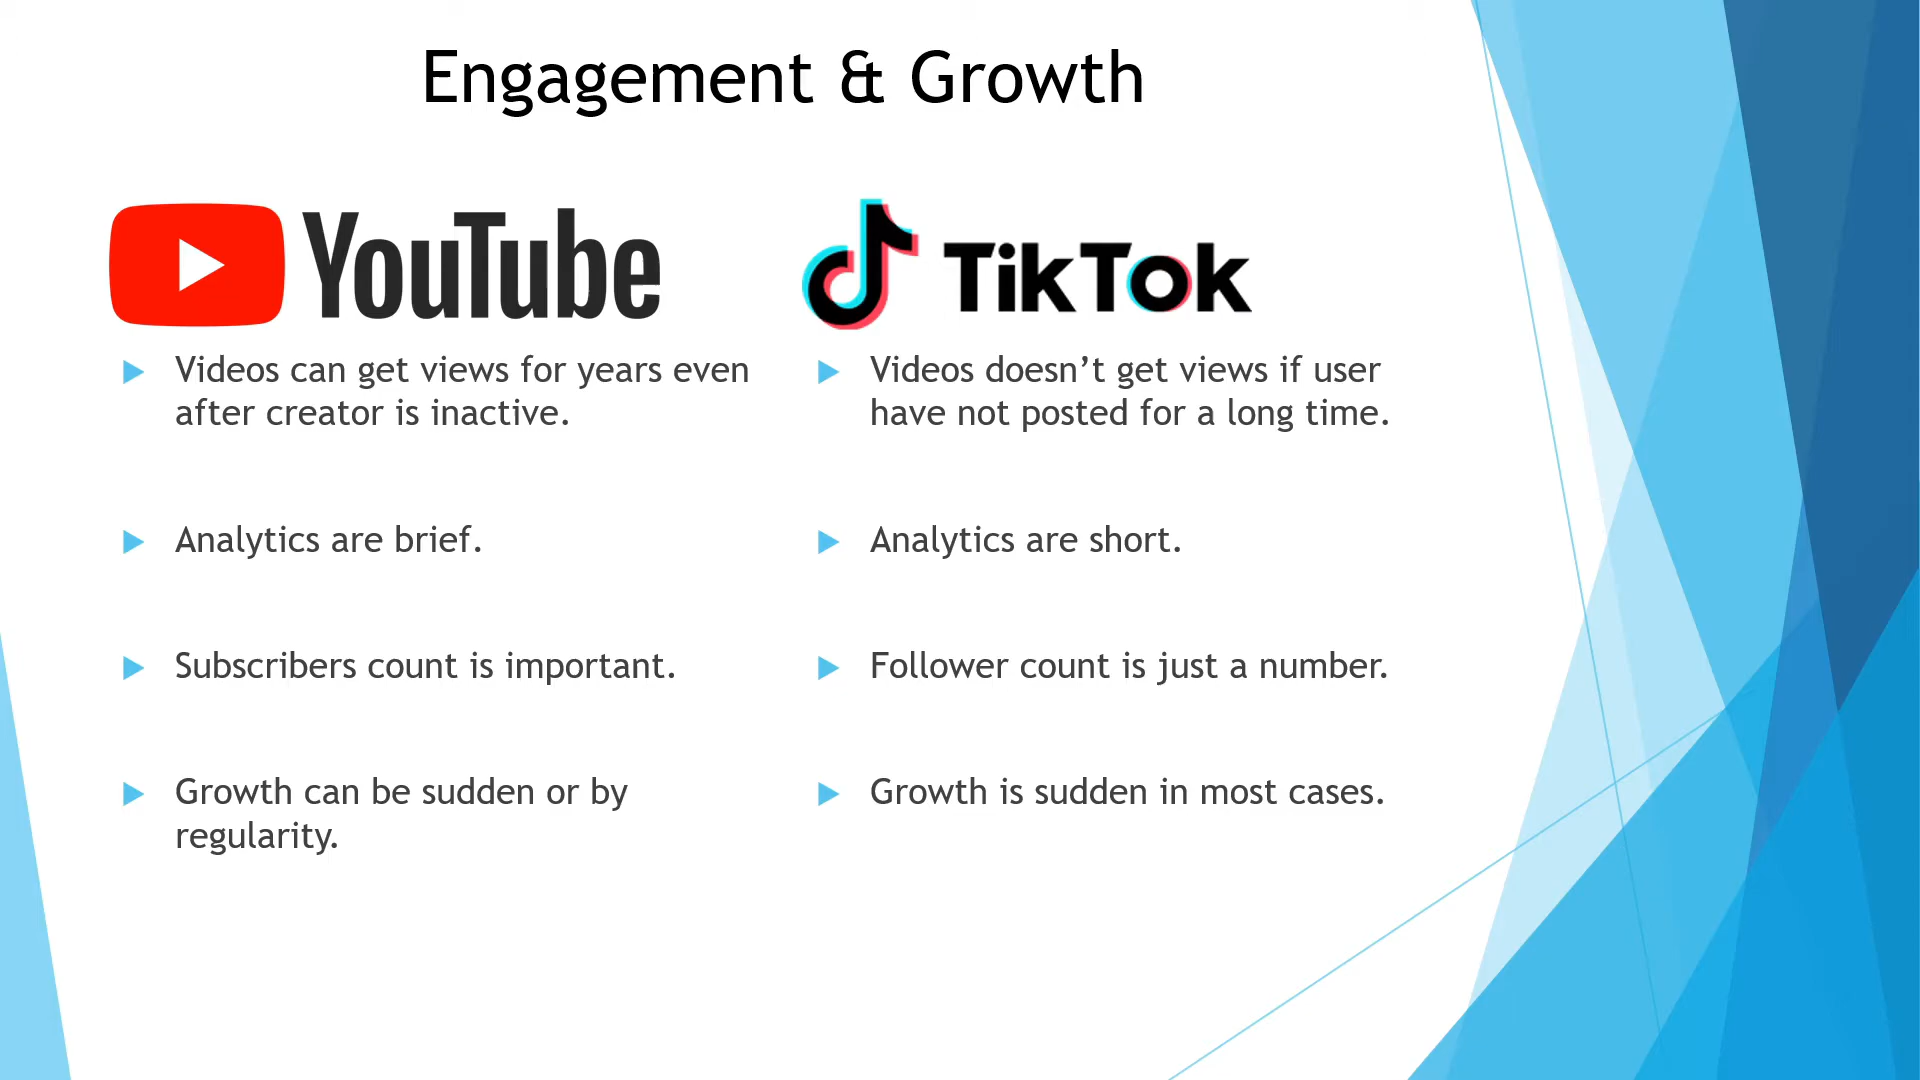 Engagement & Growth
YouTube
Videos can get views for years even
after creator is inactive.
Analytics are brief.
Subscribers count is important.
Growth can be sudden or by
regularity.
TikTok
Videos doesn’t get views if user
have not posted for a long time.
Analytics are short.
Follower count is just a number.
Growth is sudden in most cases.